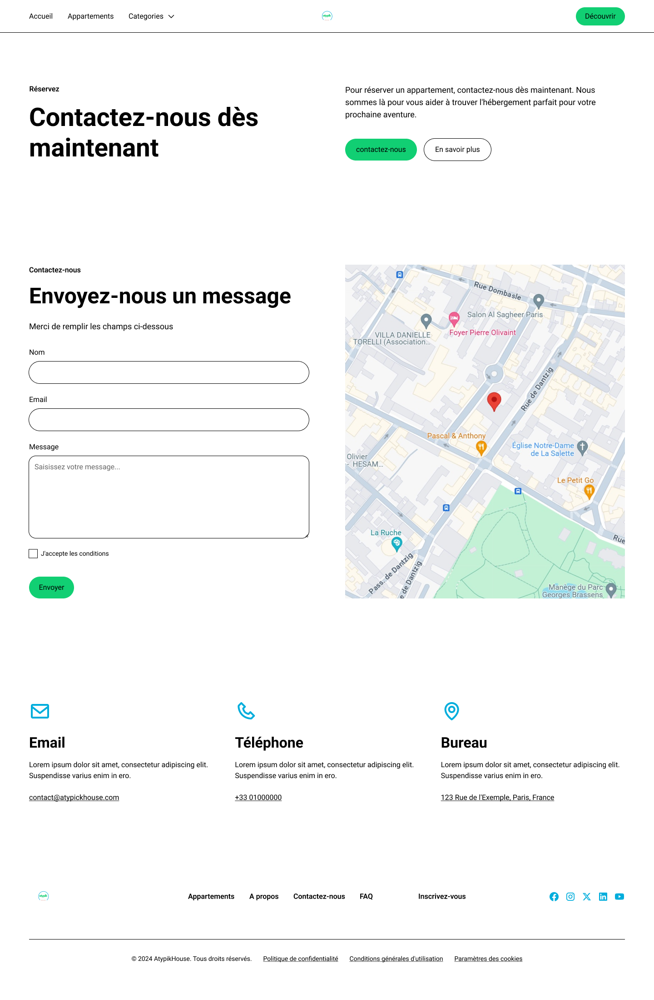 Accueil
Appartements
Categories
atypik
Découvrir
Réservez
Contactez-nous dès
maintenant
Pour réserver un appartement, contactez-nous dès maintenant. Nous
sommes là pour vous aider à trouver l'hébergement parfait pour votre
prochaine aventure.
contactez-nous
En savoir plus
Contactez-nous
Envoyez-nous un message
Merci de remplir les champs ci-dessous
Nom
Email
Message
Saisissez votre message...
J'accepte les conditions
Envoyer
Rue Dombasle
Salon Al Sagheer Paris
Foyer Pierre Olivaint
VILLA DANIELLE
TORELLI (Association...
Rue de Dantzig
Pascal & Anthony
Église Notre-Dame
de La Salette
Olivier
- HESAM...
Le Petit Go
La Ruche
Pass. de Dantzig
e de Dantzig
Rue
Manège du Parc
Georges Brassens
Email
Lorem ipsum dolor sit amet, consectetur adipiscing elit.
Suspendisse varius enim in ero.
contact@atypickhouse.com
Téléphone
Lorem ipsum dolor sit amet, consectetur adipiscing elit.
Suspendisse varius enim in ero.
+33 01000000
Bureau
Lorem ipsum dolor sit amet, consectetur adipiscing elit.
Suspendisse varius enim in ero.
123 Rue de l'Exemple, Paris, France
atypik
Appartements
A propos
Contactez-nous
FAQ
Inscrivez-vous
© 2024 AtypikHouse. Tous droits réservés.
Politique de confidentialité
Conditions générales d'utilisation
Paramètres des cookies